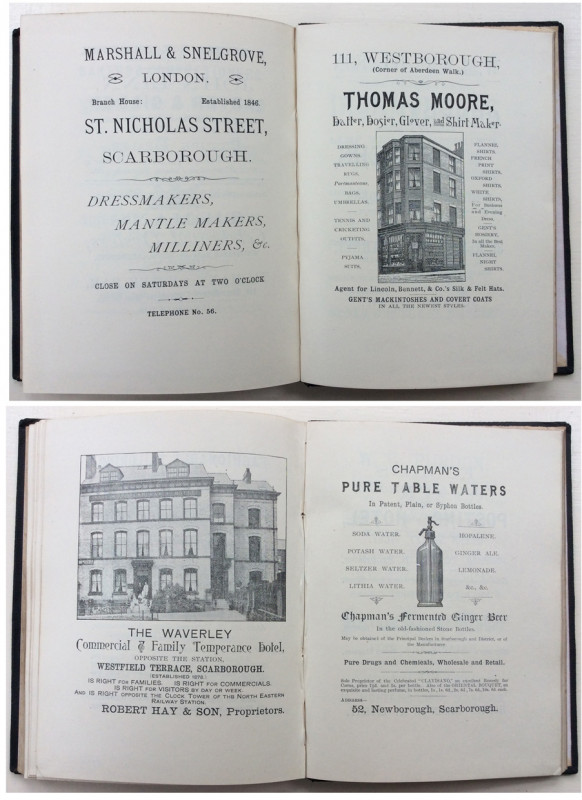 MARSHALL & SNELGROVE,
LONDON.
Branch House: Established 1846.
ST. NICHOLAS STREET,
SCARBOROUGH.
DRESSMAKERS,
MANTLE MAKERS,
MILLINERS, &c.
CLOSE ON SATURDAYS AT TWO O'CLOCK
TELEPHONE No. 56.
111, WESTBOROUGH,
(Corner of Aberdeen Walk.)
THOMAS MOORE,
Hatter, Hosier, Glover, and Shirt Maker.
DRESSING
GOWNS.
TRAVELLING
RUGS.
Portmanteaus.
BAGS.
UMBRELLAS.
TENNIS AND
CRICKETING
OUTFITS.
PYJAMA
SUITS.
FLANNEL
SHIRTS.
FRENCH
PRINT
SHIRTS.
OXFORD
SHIRTS.
WHITE
SHIRTS.
For Business
and Evening
Dress.
GENT'S
HOSIERY.
In all the Best
Makes.
FLANNEL
NIGHT
SHIRTS.
Agent for Lincoln, Bennett, & Co.'s Silk & Felt Hats.
GENT'S MACKINTOSHES AND COVERT COATS
IN ALL THE NEWEST STYLES.
THE WAVERLEY
Commercial & Family Temperance Hotel,
OPPOSITE THE STATION,
WESTFIELD TERRACE, SCARBOROUGH.
IS RIGHT FOR FAMILIES. IS RIGHT FOR COMMERCIALS.
IS RIGHT FOR VISITORS BY DAY OR WEEK.
AND IS RIGHT OPPOSITE THE CLOCK TOWER OF THE NORTH EASTERN
RAILWAY STATION.
ROBERT HAY & SON, Proprietors.
CHAPMAN'S
PURE TABLE WATERS
In Patent, Plain, or Syphon Bottles.
SODA WATER.
POTASH WATER.
SELTZER WATER.
LITHIA WATER.
HOPALENE.
GINGER ALE.
LEMONADE.
&c., &c.
Chapman's Fermented Ginger Beer
In the old-fashioned Stone Bottles.
May be obtained of the Principal Dealers in Scarborough and District, or of
the Manufacturer
Pure Drugs and Chemicals, Wholesale and Retail.
52, Newborough, Scarborough.